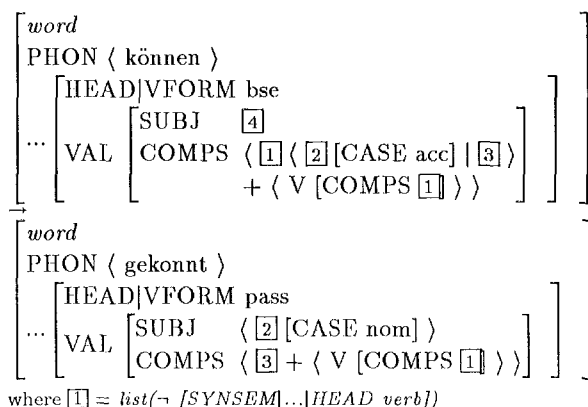 word
PHON ⟨ können ⟩
HEAD|VFORM bse
SUBJ [4]
... VAL COMPS ⟨ [1] ⟨ [2] [CASE acc] | [3] ⟩
+ ⟨ V [COMPS [1]] ⟩ ⟩
→
word
PHON ⟨ gekonnt ⟩
HEAD|VFORM pass
... VAL SUBJ ⟨ [2] [CASE nom] ⟩
COMPS ⟨ [3] + ⟨ V [COMPS [1]] ⟩ ⟩
where [1] = list(¬ [SYNSEM|...|HEAD verb])